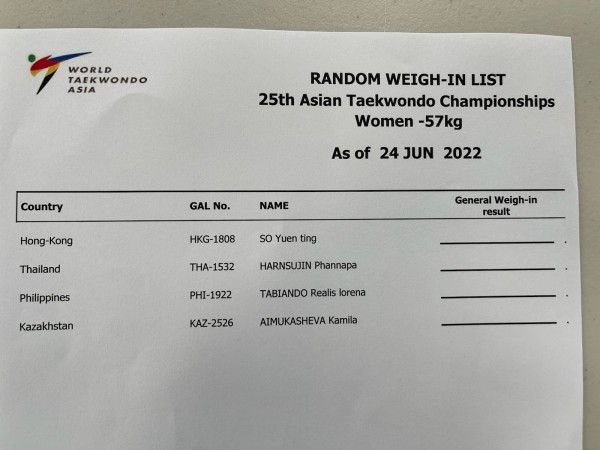 WORLD
TAEKWONDO
ASIA
RANDOM WEIGH-IN LIST
25th Asian Taekwondo Championships
Women -57kg
As of 24 JUN 2022
Country GAL No. NAME General Weigh-in
result
Hong-Kong HKG-1808 SO Yuen ting .
Thailand THA-1532 HARNSUJIN Phannapa .
Philippines PHI-1922 TABIANDO Realis lorena .
Kazakhstan KAZ-2526 AIMUKASHEVA Kamila .